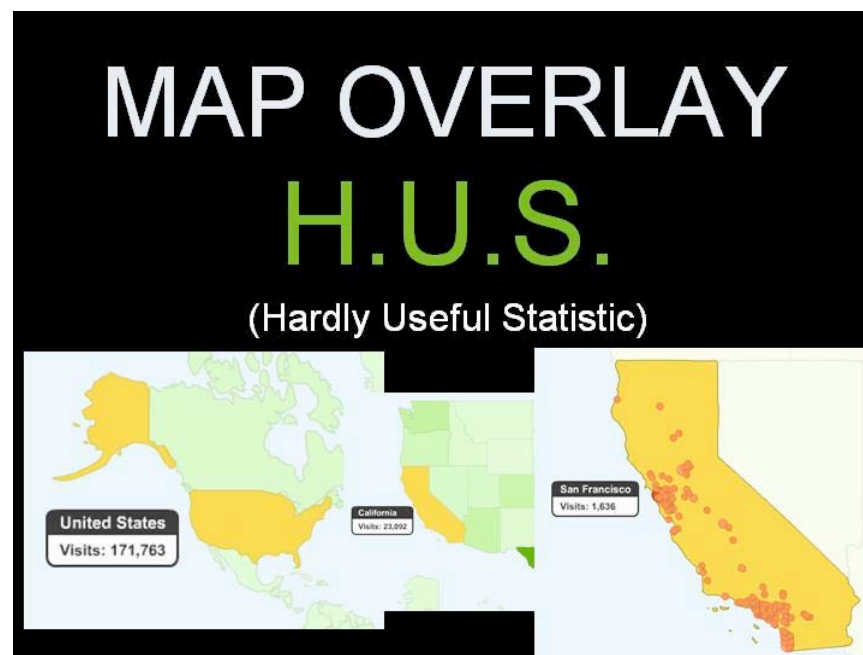 MAP OVERLAY
H.U.S.
(Hardly Useful Statistic)
United States
Visits: 171,763
California
Visits: 23,092
San Francisco
Visits: 1,636